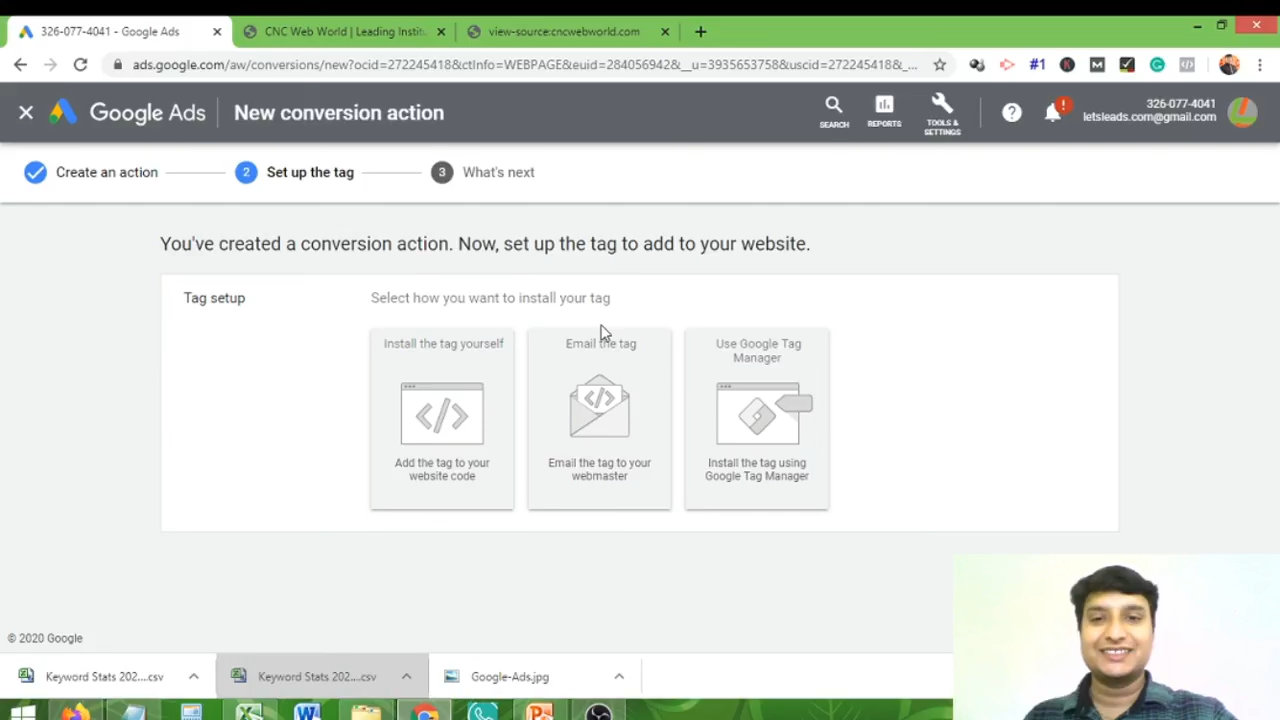 326-077-4041 - Google Ads
CNC Web World | Leading Institu
view-source:cncwebworld.com
ads.google.com/aw/conversions/new?ocid=272245418&ctInfo=WEBPAGE&euid=284056942&__u=3935653758&uscid=272245418&_...
#1
Google Ads
New conversion action
SEARCH
REPORTS
TOOLS &
SETTINGS
326-077-4041
letsleads.com@gmail.com
Create an action
2
Set up the tag
3
What's next
You've created a conversion action. Now, set up the tag to add to your website.
Tag setup
Select how you want to install your tag
Install the tag yourself
Add the tag to your
website code
Email the tag
Email the tag to your
webmaster
Use Google Tag
Manager
Install the tag using
Google Tag Manager
© 2020 Google
Keyword Stats 202....csv
Keyword Stats 202....csv
Google-Ads.jpg